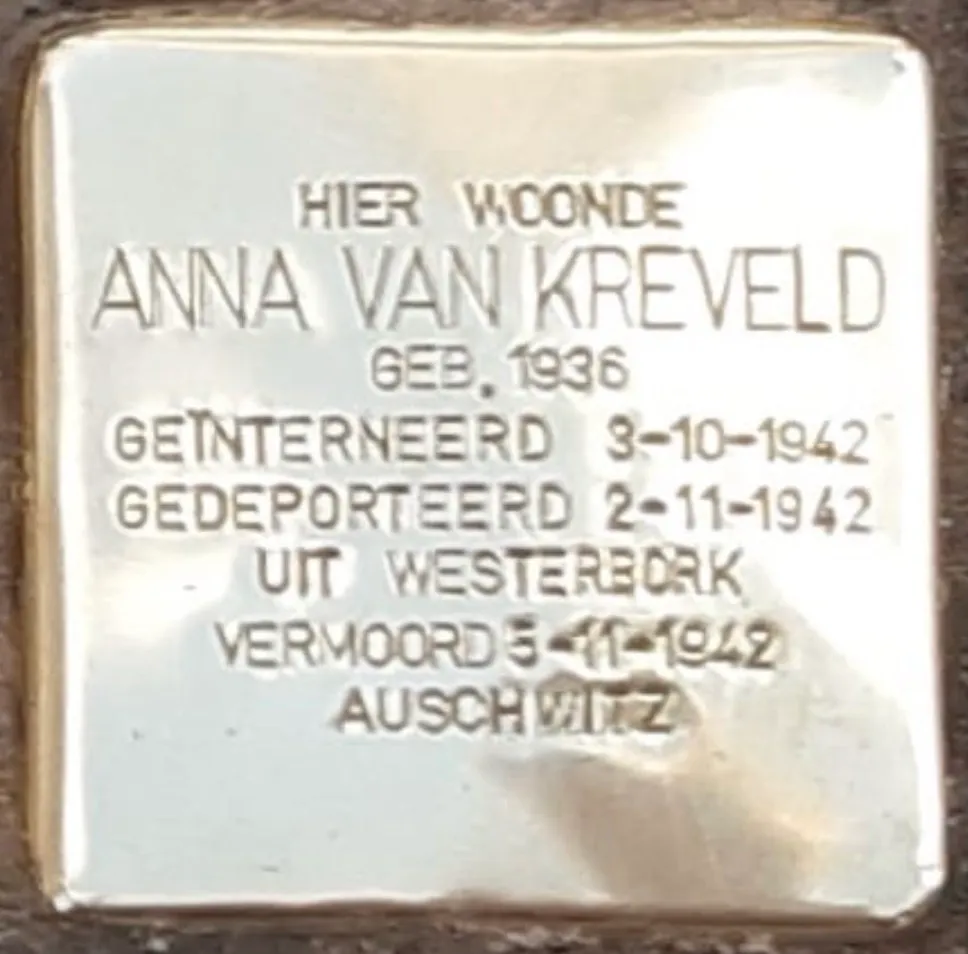 HIER WOONDE
ANNA VAN KREVELD
GEB. 1936
GEÏNTERNEERD 3-10-1942
GEDEPORTEERD 2-11-1942
UIT WESTERBORK
VERMOORD 5-11-1942
AUSCHWITZ